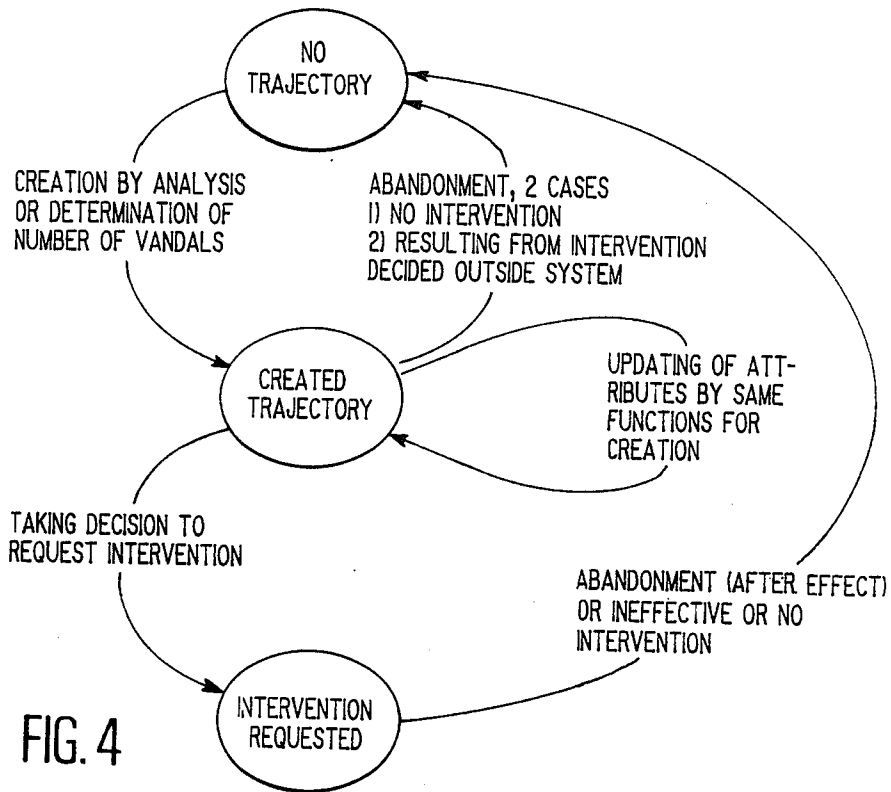 NO
TRAJECTORY
CREATION BY ANALYSIS
OR DETERMINATION OF
NUMBER OF VANDALS
ABANDONMENT, 2 CASES
1) NO INTERVENTION
2) RESULTING FROM INTERVENTION
DECIDED OUTSIDE SYSTEM
CREATED
TRAJECTORY
UPDATING OF ATT-
RIBUTES BY SAME
FUNCTIONS FOR
CREATION
TAKING DECISION TO
REQUEST INTERVENTION
ABANDONMENT (AFTER EFFECT)
OR INEFFECTIVE OR NO
INTERVENTION
INTERVENTION
REQUESTED
FIG. 4